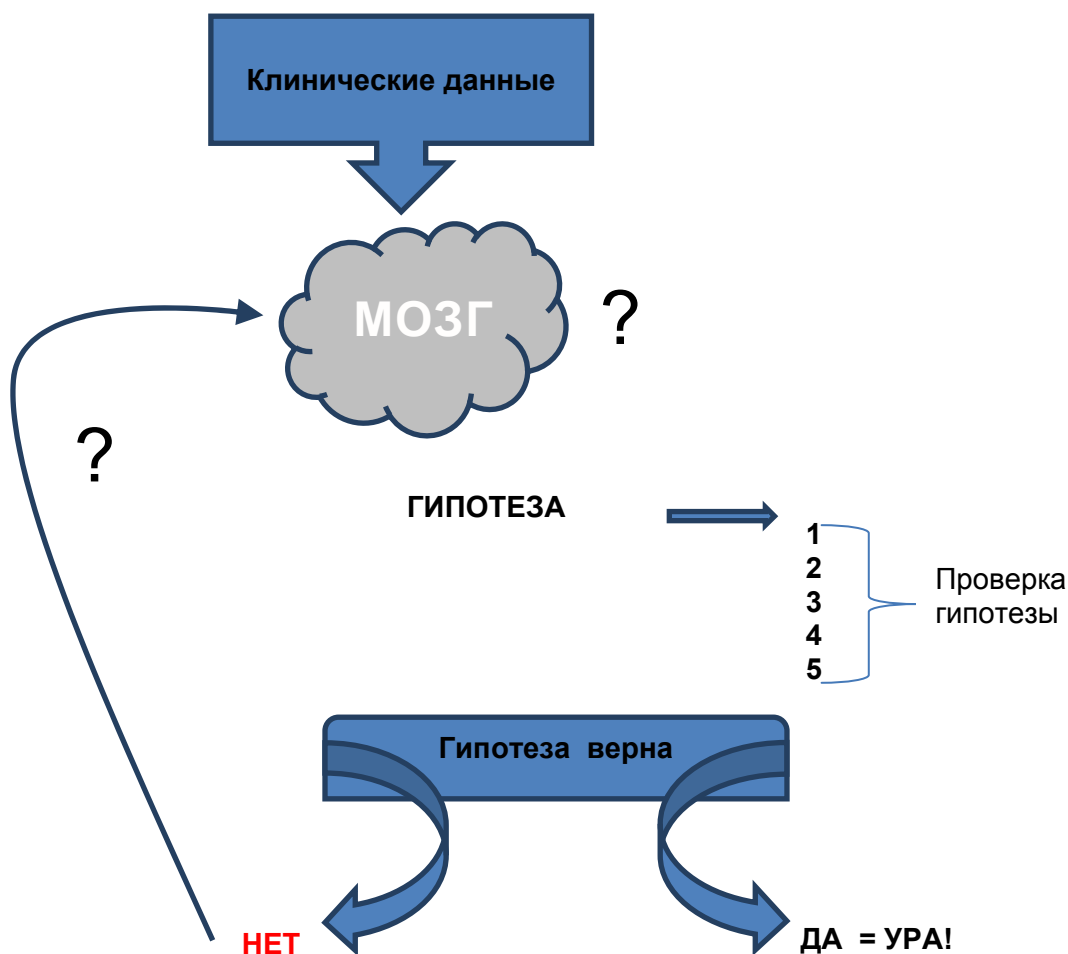 Клинические данные
МОЗГ
?
?
ГИПОТЕЗА
1
2
3
4
5
Проверка
гипотезы
Гипотеза верна
НЕТ
ДА = УРА!